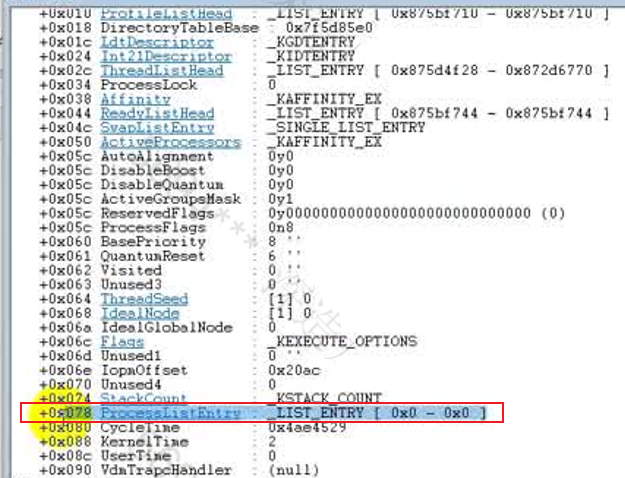 +0x010 ProfileListHead : _LIST_ENTRY [ 0x875bf710 - 0x875bf710 ]
+0x018 DirectoryTableBase : 0x7f5d85e0
+0x01c LdtDescriptor : _KGDTENTRY
+0x024 Int21Descriptor : _KIDTENTRY
+0x02c ThreadListHead : _LIST_ENTRY [ 0x875d4f28 - 0x872d6770 ]
+0x034 ProcessLock : 0
+0x038 Affinity : _KAFFINITY_EX
+0x044 ReadyListHead : _LIST_ENTRY [ 0x875bf744 - 0x875bf744 ]
+0x04c SwapListEntry : _SINGLE_LIST_ENTRY
+0x050 ActiveProcessors : _KAFFINITY_EX
+0x05c AutoAlignment : 0y0
+0x05c DisableBoost : 0y0
+0x05c DisableQuantum : 0y0
+0x05c ActiveGroupsMask : 0y1
+0x05c ReservedFlags : 0y0000000000000000000000000000 (0)
+0x05c ProcessFlags : 0n8
+0x060 BasePriority : 8 ''
+0x061 QuantumReset : 6 ''
+0x062 Visited : 0 ''
+0x063 Unused3 : 0 ''
+0x064 ThreadSeed : [1] 0
+0x068 IdealNode : [1] 0
+0x06a IdealGlobalNode : 0
+0x06c Flags : _KEXECUTE_OPTIONS
+0x06d Unused1 : 0 ''
+0x06e IopmOffset : 0x20ac
+0x070 Unused4 : 0
+0x074 StackCount : _KSTACK_COUNT
+0x078 ProcessListEntry : _LIST_ENTRY [ 0x0 - 0x0 ]
+0x080 CycleTime : 0x4ae4529
+0x088 KernelTime : 2
+0x08c UserTime : 0
+0x090 VdmTrapcHandler : (null)